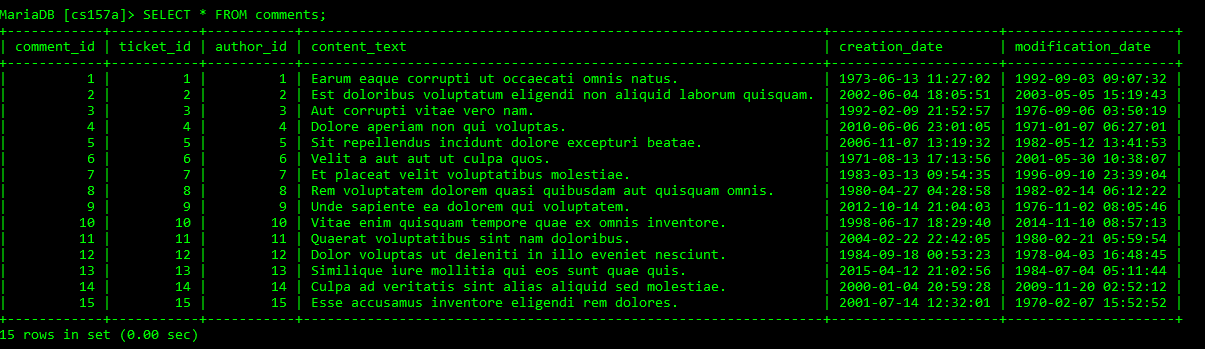 MariaDB [cs157a]> SELECT * FROM comments;
+------------+-----------+-----------+----------------------------------------------------------------+---------------------+---------------------+
| comment_id | ticket_id | author_id | content_text | creation_date | modification_date |
+------------+-----------+-----------+----------------------------------------------------------------+---------------------+---------------------+
| 1 | 1 | 1 | Earum eaque corrupti ut occaecati omnis natus. | 1973-06-13 11:27:02 | 1992-09-03 09:07:32 |
| 2 | 2 | 2 | Est doloribus voluptatum eligendi non aliquid laborum quisquam. | 2002-06-04 18:05:51 | 2003-05-05 15:19:43 |
| 3 | 3 | 3 | Aut corrupti vitae vero nam. | 1992-02-09 21:52:57 | 1976-09-06 03:50:19 |
| 4 | 4 | 4 | Dolore aperiam non qui voluptas. | 2010-06-06 23:01:05 | 1971-01-07 06:27:01 |
| 5 | 5 | 5 | Sit repellendus incidunt dolore excepturi beatae. | 2006-11-07 13:19:32 | 1982-05-12 13:41:53 |
| 6 | 6 | 6 | Velit a aut aut ut culpa quos. | 1971-08-13 17:13:56 | 2001-05-30 10:38:07 |
| 7 | 7 | 7 | Et placeat velit voluptatibus molestiae. | 1983-03-13 09:54:35 | 1996-09-10 23:39:04 |
| 8 | 8 | 8 | Rem voluptatem dolorem quasi quibusdam aut quisquam omnis. | 1980-04-27 04:28:58 | 1982-02-14 06:12:22 |
| 9 | 9 | 9 | Unde sapiente ea dolorem qui voluptatem. | 2012-10-14 21:04:03 | 1976-11-02 08:05:46 |
| 10 | 10 | 10 | Vitae enim quisquam tempore quae ex omnis inventore. | 1998-06-17 18:29:40 | 2014-11-10 08:57:13 |
| 11 | 11 | 11 | Quaerat voluptatibus sint nam doloribus. | 2004-02-22 22:42:05 | 1980-02-21 05:59:54 |
| 12 | 12 | 12 | Dolor voluptas ut deleniti in illo eveniet nesciunt. | 1984-09-18 00:53:23 | 1978-04-03 16:48:45 |
| 13 | 13 | 13 | Similique iure mollitia qui eos sunt quae quis. | 2015-04-12 21:02:56 | 1984-07-04 05:11:44 |
| 14 | 14 | 14 | Culpa ad veritatis sint alias aliquid sed molestiae. | 2000-01-04 20:59:28 | 2009-11-20 02:52:12 |
| 15 | 15 | 15 | Esse accusamus inventore eligendi rem dolores. | 2001-07-14 12:32:01 | 1970-02-07 15:52:52 |
+------------+-----------+-----------+----------------------------------------------------------------+---------------------+---------------------+
15 rows in set (0.00 sec)